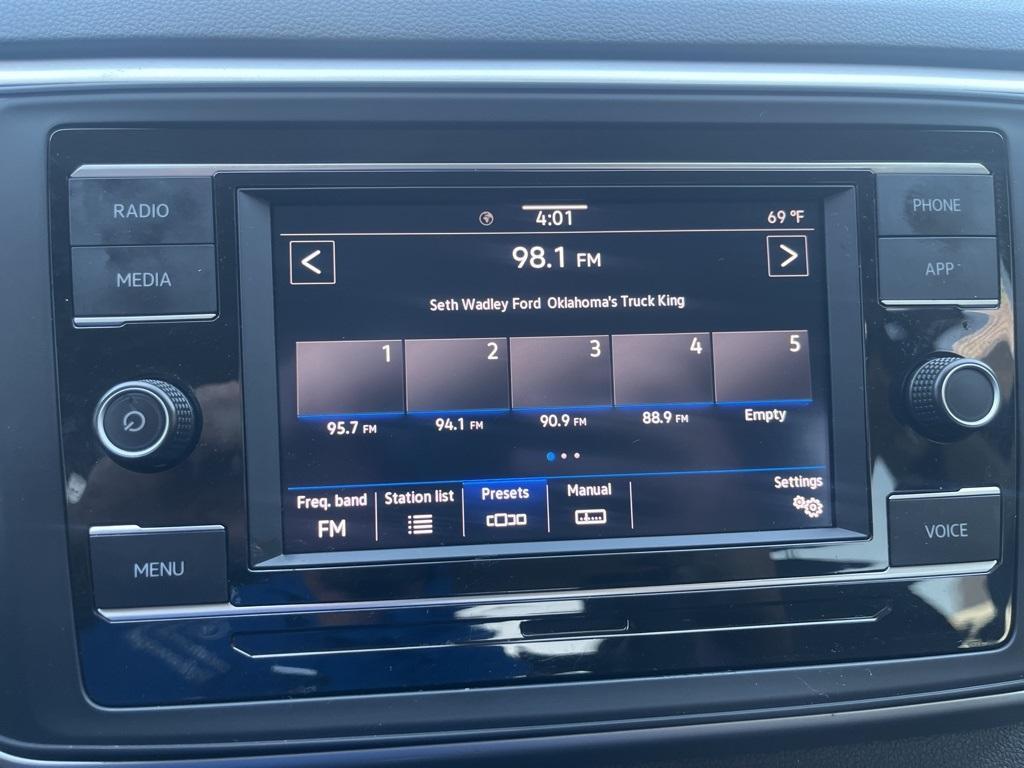 RADIO
MEDIA
MENU
4:01
69 °F
<
98.1 FM
>
Seth Wadley Ford Oklahoma's Truck King
1
2
3
4
5
95.7 FM
94.1 FM
90.9 FM
88.9 FM
Empty
Freq. band
FM
Station list
Presets
Manual
Settings
PHONE
APP
VOICE